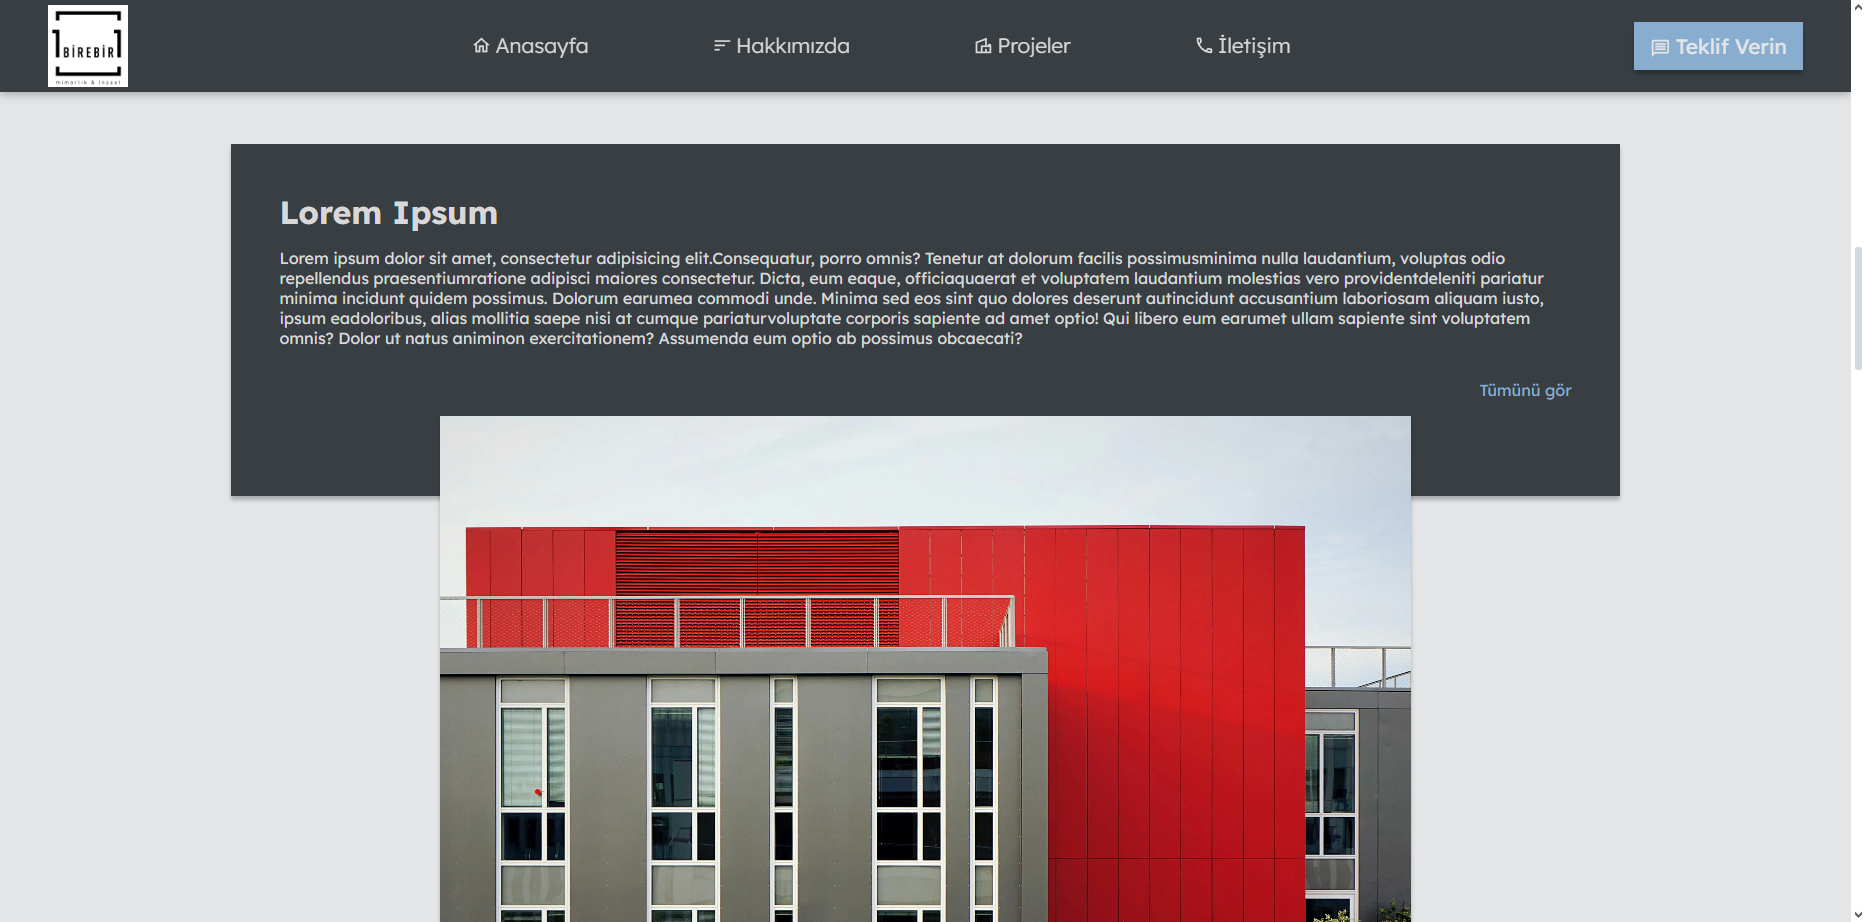 BİREBİR
mimarlık & inşaat
Anasayfa
Hakkımızda
Projeler
İletişim
Teklif Verin
Lorem Ipsum
Lorem ipsum dolor sit amet, consectetur adipisicing elit.Consequatur, porro omnis? Tenetur at dolorum facilis possimusminima nulla laudantium, voluptas odio
repellendus praesentiumratione adipisci maiores consectetur. Dicta, eum eaque, officiaquaerat et voluptatem laudantium molestias vero providentdeleniti pariatur
minima incidunt quidem possimus. Dolorum earumea commodi unde. Minima sed eos sint quo dolores deserunt autincidunt accusantium laboriosam aliquam iusto,
ipsum eadoloribus, alias mollitia saepe nisi at cumque pariaturvoluptate corporis sapiente ad amet optio! Qui libero eum earumet ullam sapiente sint voluptatem
omnis? Dolor ut natus animinon exercitationem? Assumenda eum optio ab possimus obcaecati?
Tümünü gör